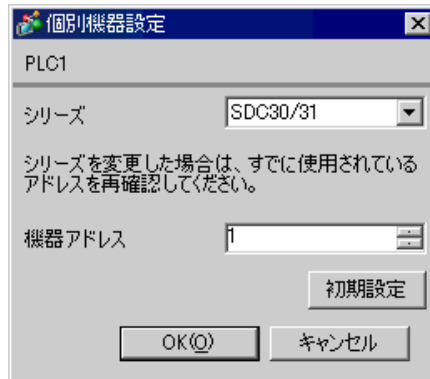 個別機器設定
PLC1
シリーズ SDC30/31
シリーズを変更した場合は、すでに使用されている
アドレスを再確認してください。
機器アドレス 1
初期設定
OK(O) キャンセル